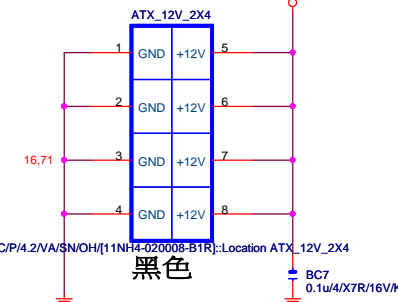 ATX_12V_2X4
1 GND +12V 5
2 GND +12V 6
16,71 3 GND +12V 7
4 GND +12V 8
C/P/4.2/VA/SN/OH/[11NH4-020008-B1R]::Location ATX_12V_2X4
黑色
BC7
0.1u/4/X7R/16V/K